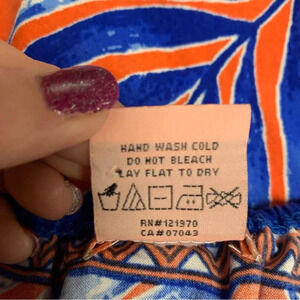 HAND WASH COLD
DO NOT BLEACH
LAY FLAT TO DRY
RN#121970
CA#07043